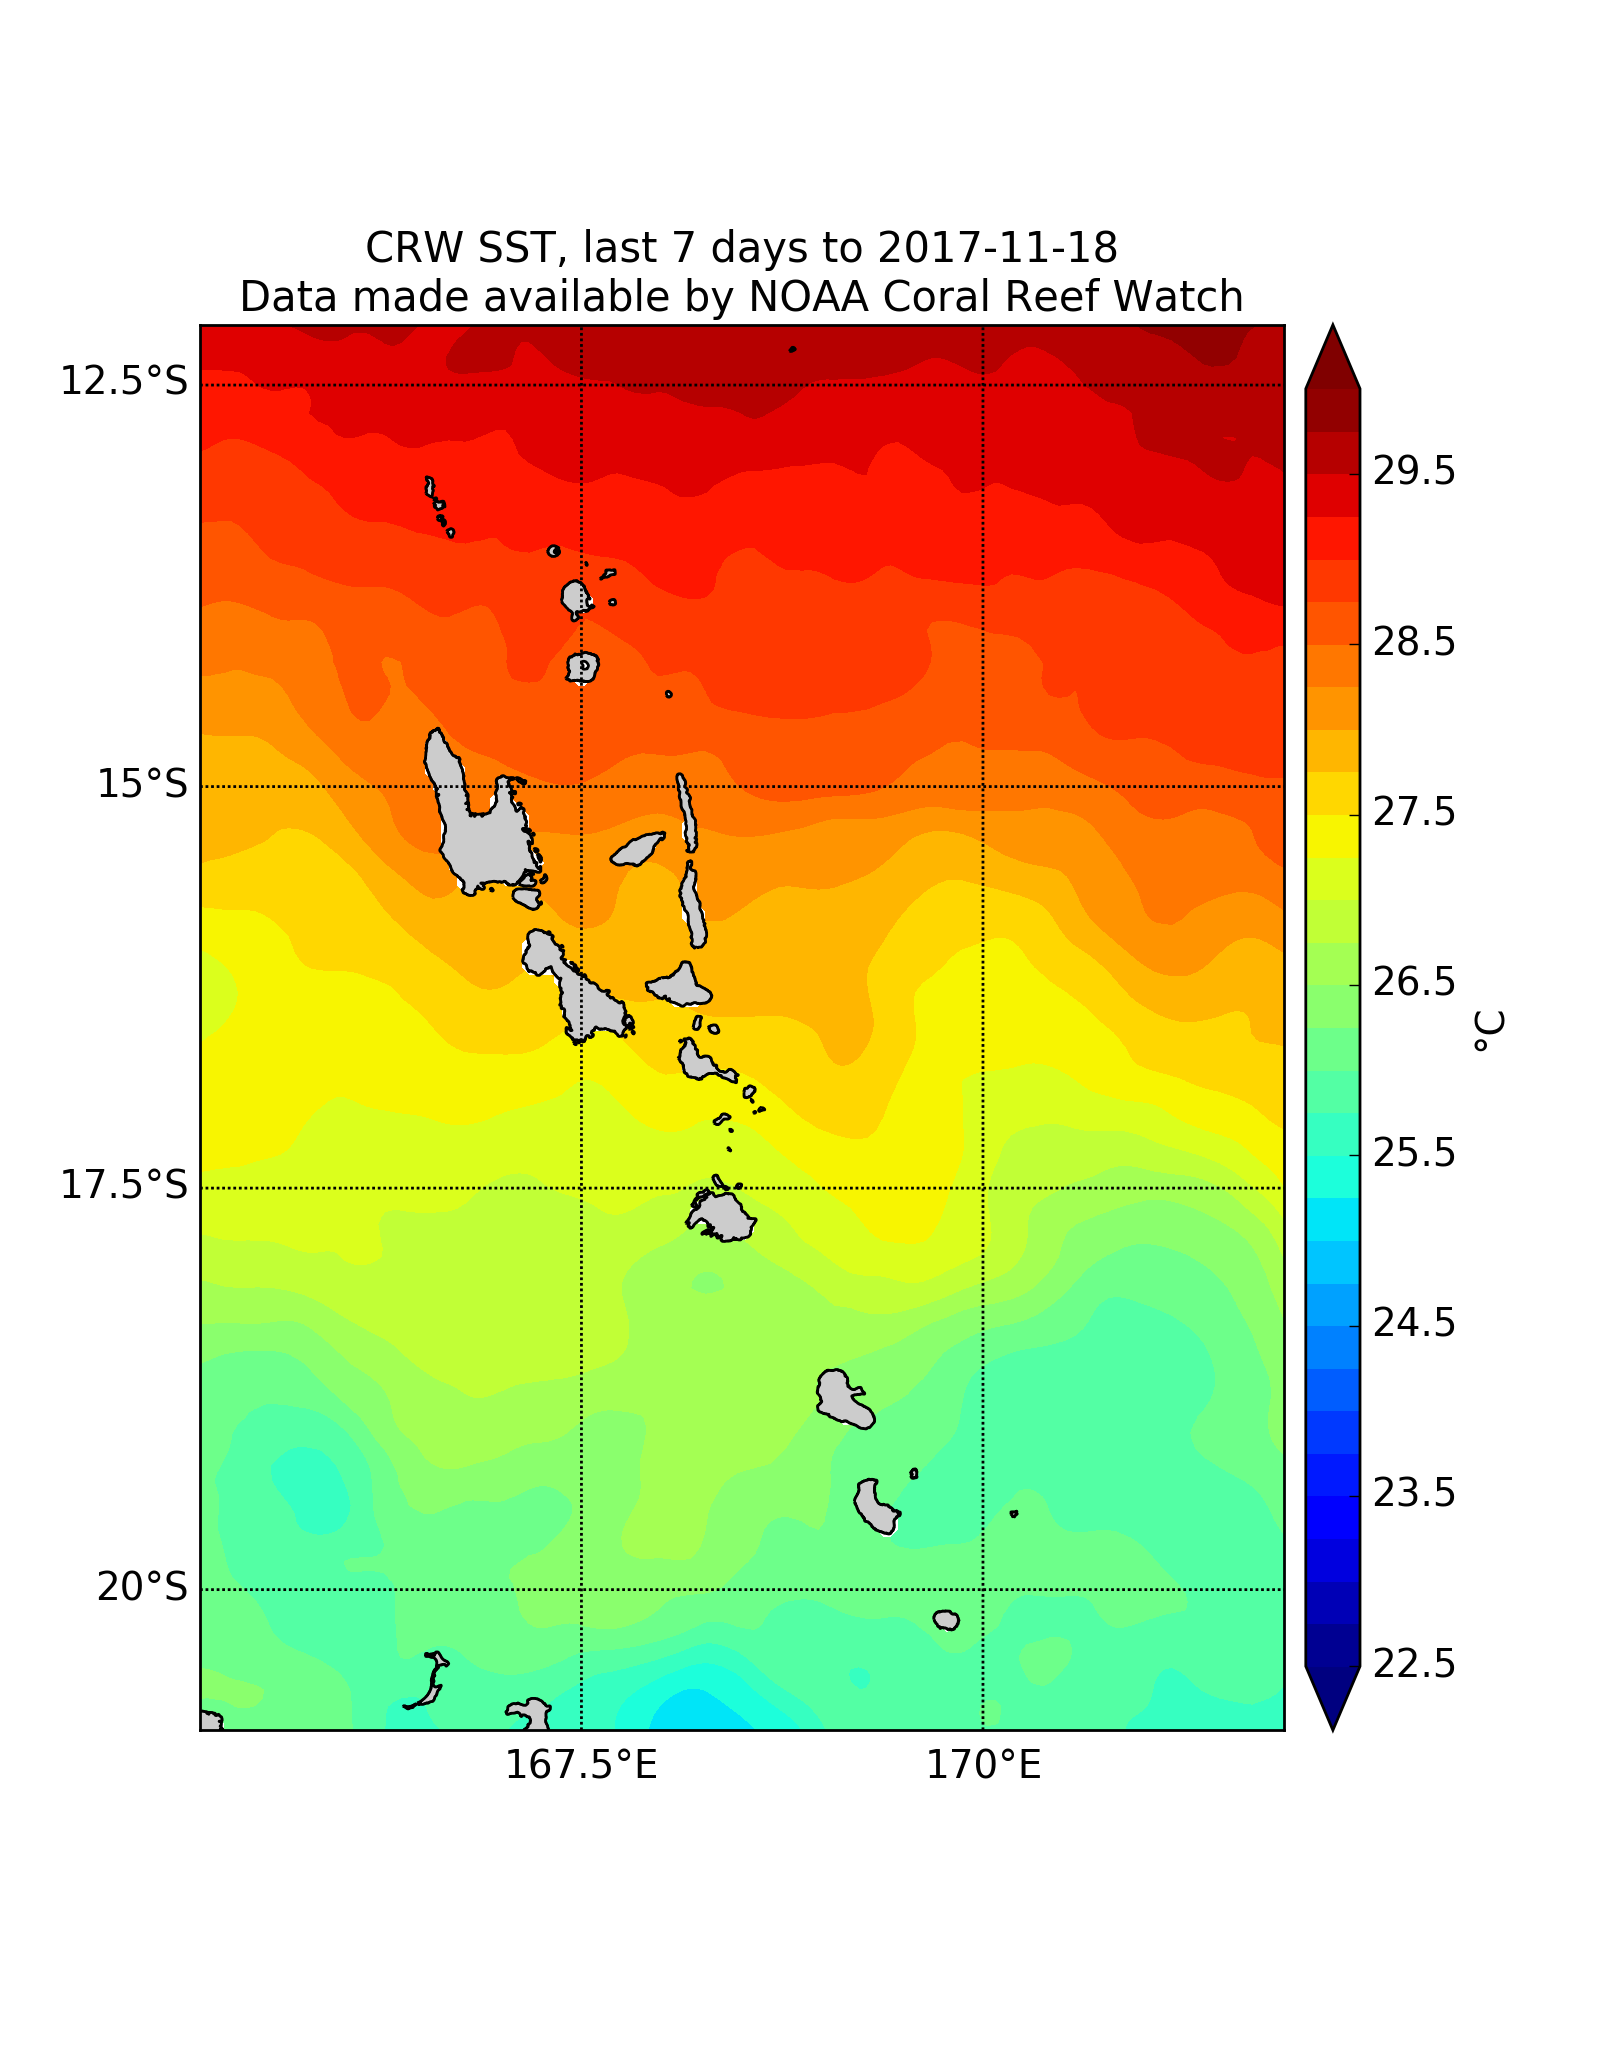 CRW SST, last 7 days to 2017-11-18
Data made available by NOAA Coral Reef Watch
12.5°S
15°S
17.5°S
20°S
167.5°E
170°E
29.5
28.5
27.5
26.5
25.5
24.5
23.5
22.5
°C